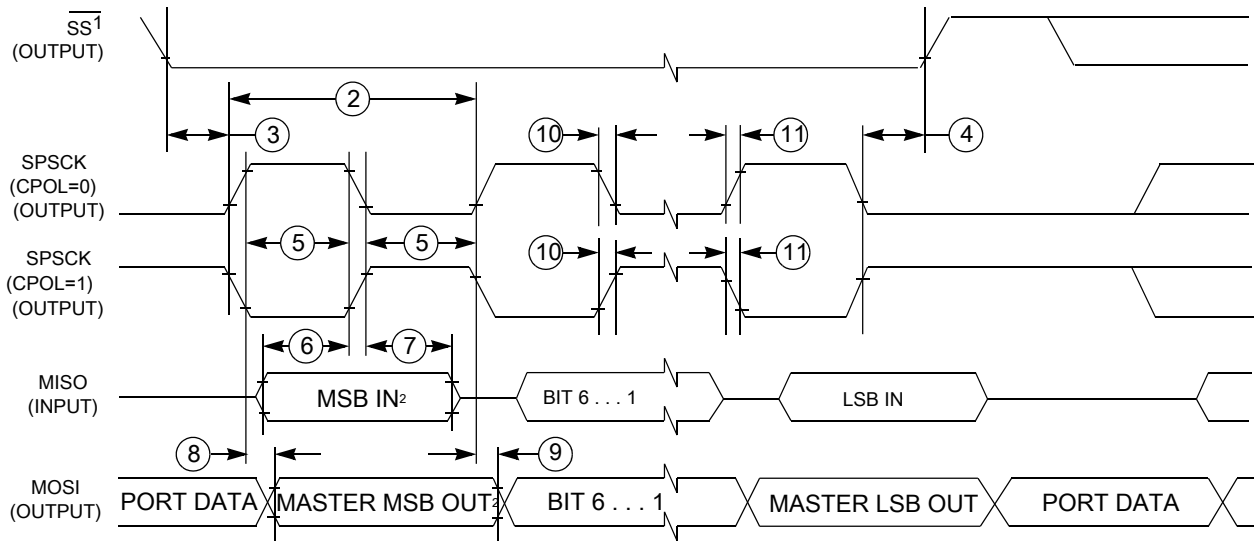 SS1
(OUTPUT)
2
3
10
11
4
SPSCK
(CPOL=0)
(OUTPUT)
5
5
10
11
SPSCK
(CPOL=1)
(OUTPUT)
6
7
MISO
(INPUT)
MSB IN2
BIT 6 . . . 1
LSB IN
8
9
MOSI
(OUTPUT)
PORT DATA
MASTER MSB OUT2
BIT 6 . . . 1
MASTER LSB OUT
PORT DATA